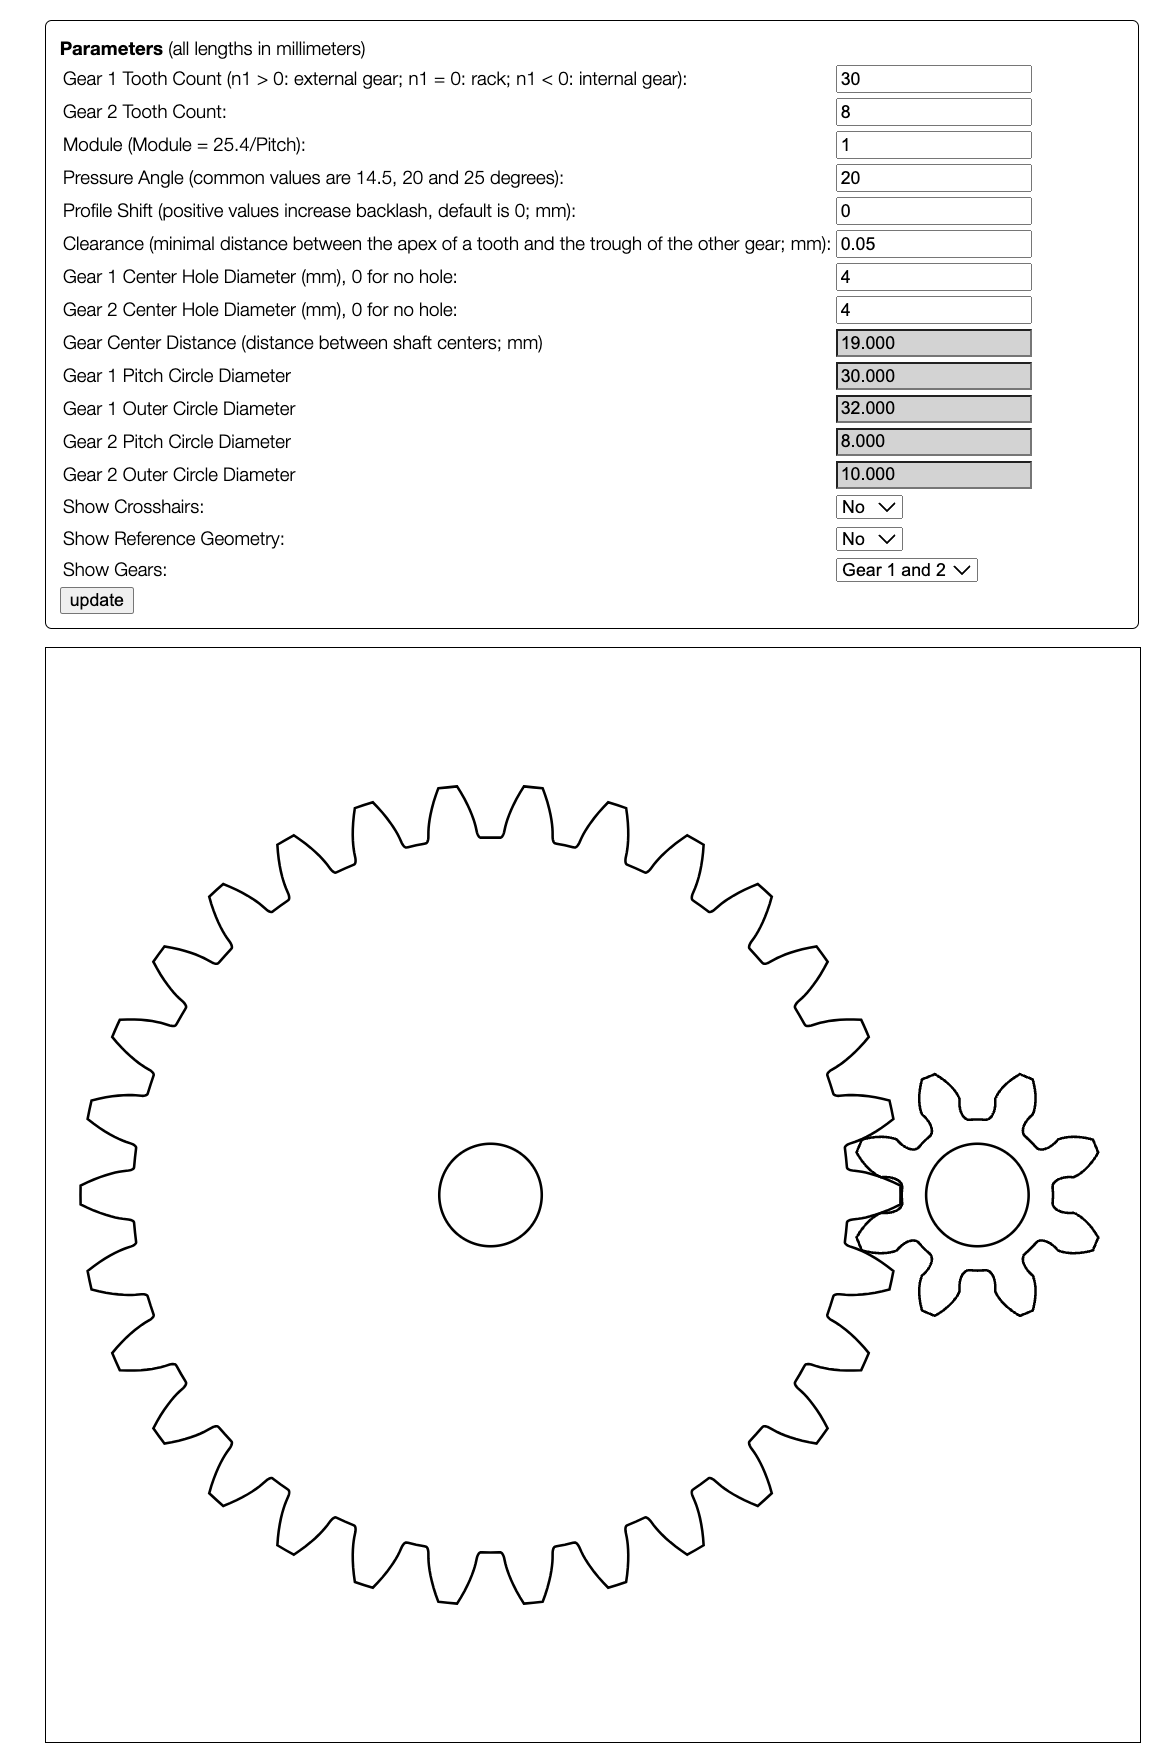 Parameters (all lengths in millimeters)
Gear 1 Tooth Count (n1 > 0: external gear; n1 = 0: rack; n1 < 0: internal gear): 30
Gear 2 Tooth Count: 8
Module (Module = 25.4/Pitch): 1
Pressure Angle (common values are 14.5, 20 and 25 degrees): 20
Profile Shift (positive values increase backlash, default is 0; mm): 0
Clearance (minimal distance between the apex of a tooth and the trough of the other gear; mm): 0.05
Gear 1 Center Hole Diameter (mm), 0 for no hole: 4
Gear 2 Center Hole Diameter (mm), 0 for no hole: 4
Gear Center Distance (distance between shaft centers; mm) 19.000
Gear 1 Pitch Circle Diameter 30.000
Gear 1 Outer Circle Diameter 32.000
Gear 2 Pitch Circle Diameter 8.000
Gear 2 Outer Circle Diameter 10.000
Show Crosshairs: No
Show Reference Geometry: No
Show Gears: Gear 1 and 2
update